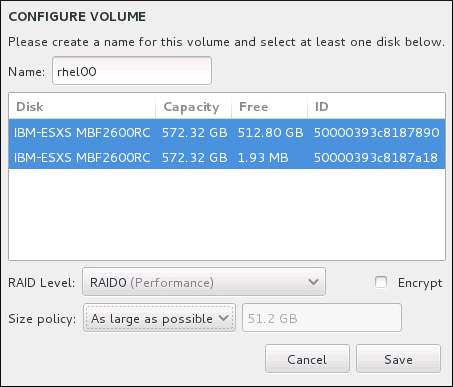 CONFIGURE VOLUME
Please create a name for this volume and select at least one disk below.
Name: rhel00
Disk Capacity Free ID
IBM-ESXS MBF2600RC 572.32 GB 512.80 GB 50000393c8187890
IBM-ESXS MBF2600RC 572.32 GB 1.93 MB 50000393c8187a18
RAID Level: RAID0 (Performance) Encrypt
Size policy: As large as possible 51.2 GB
Cancel Save